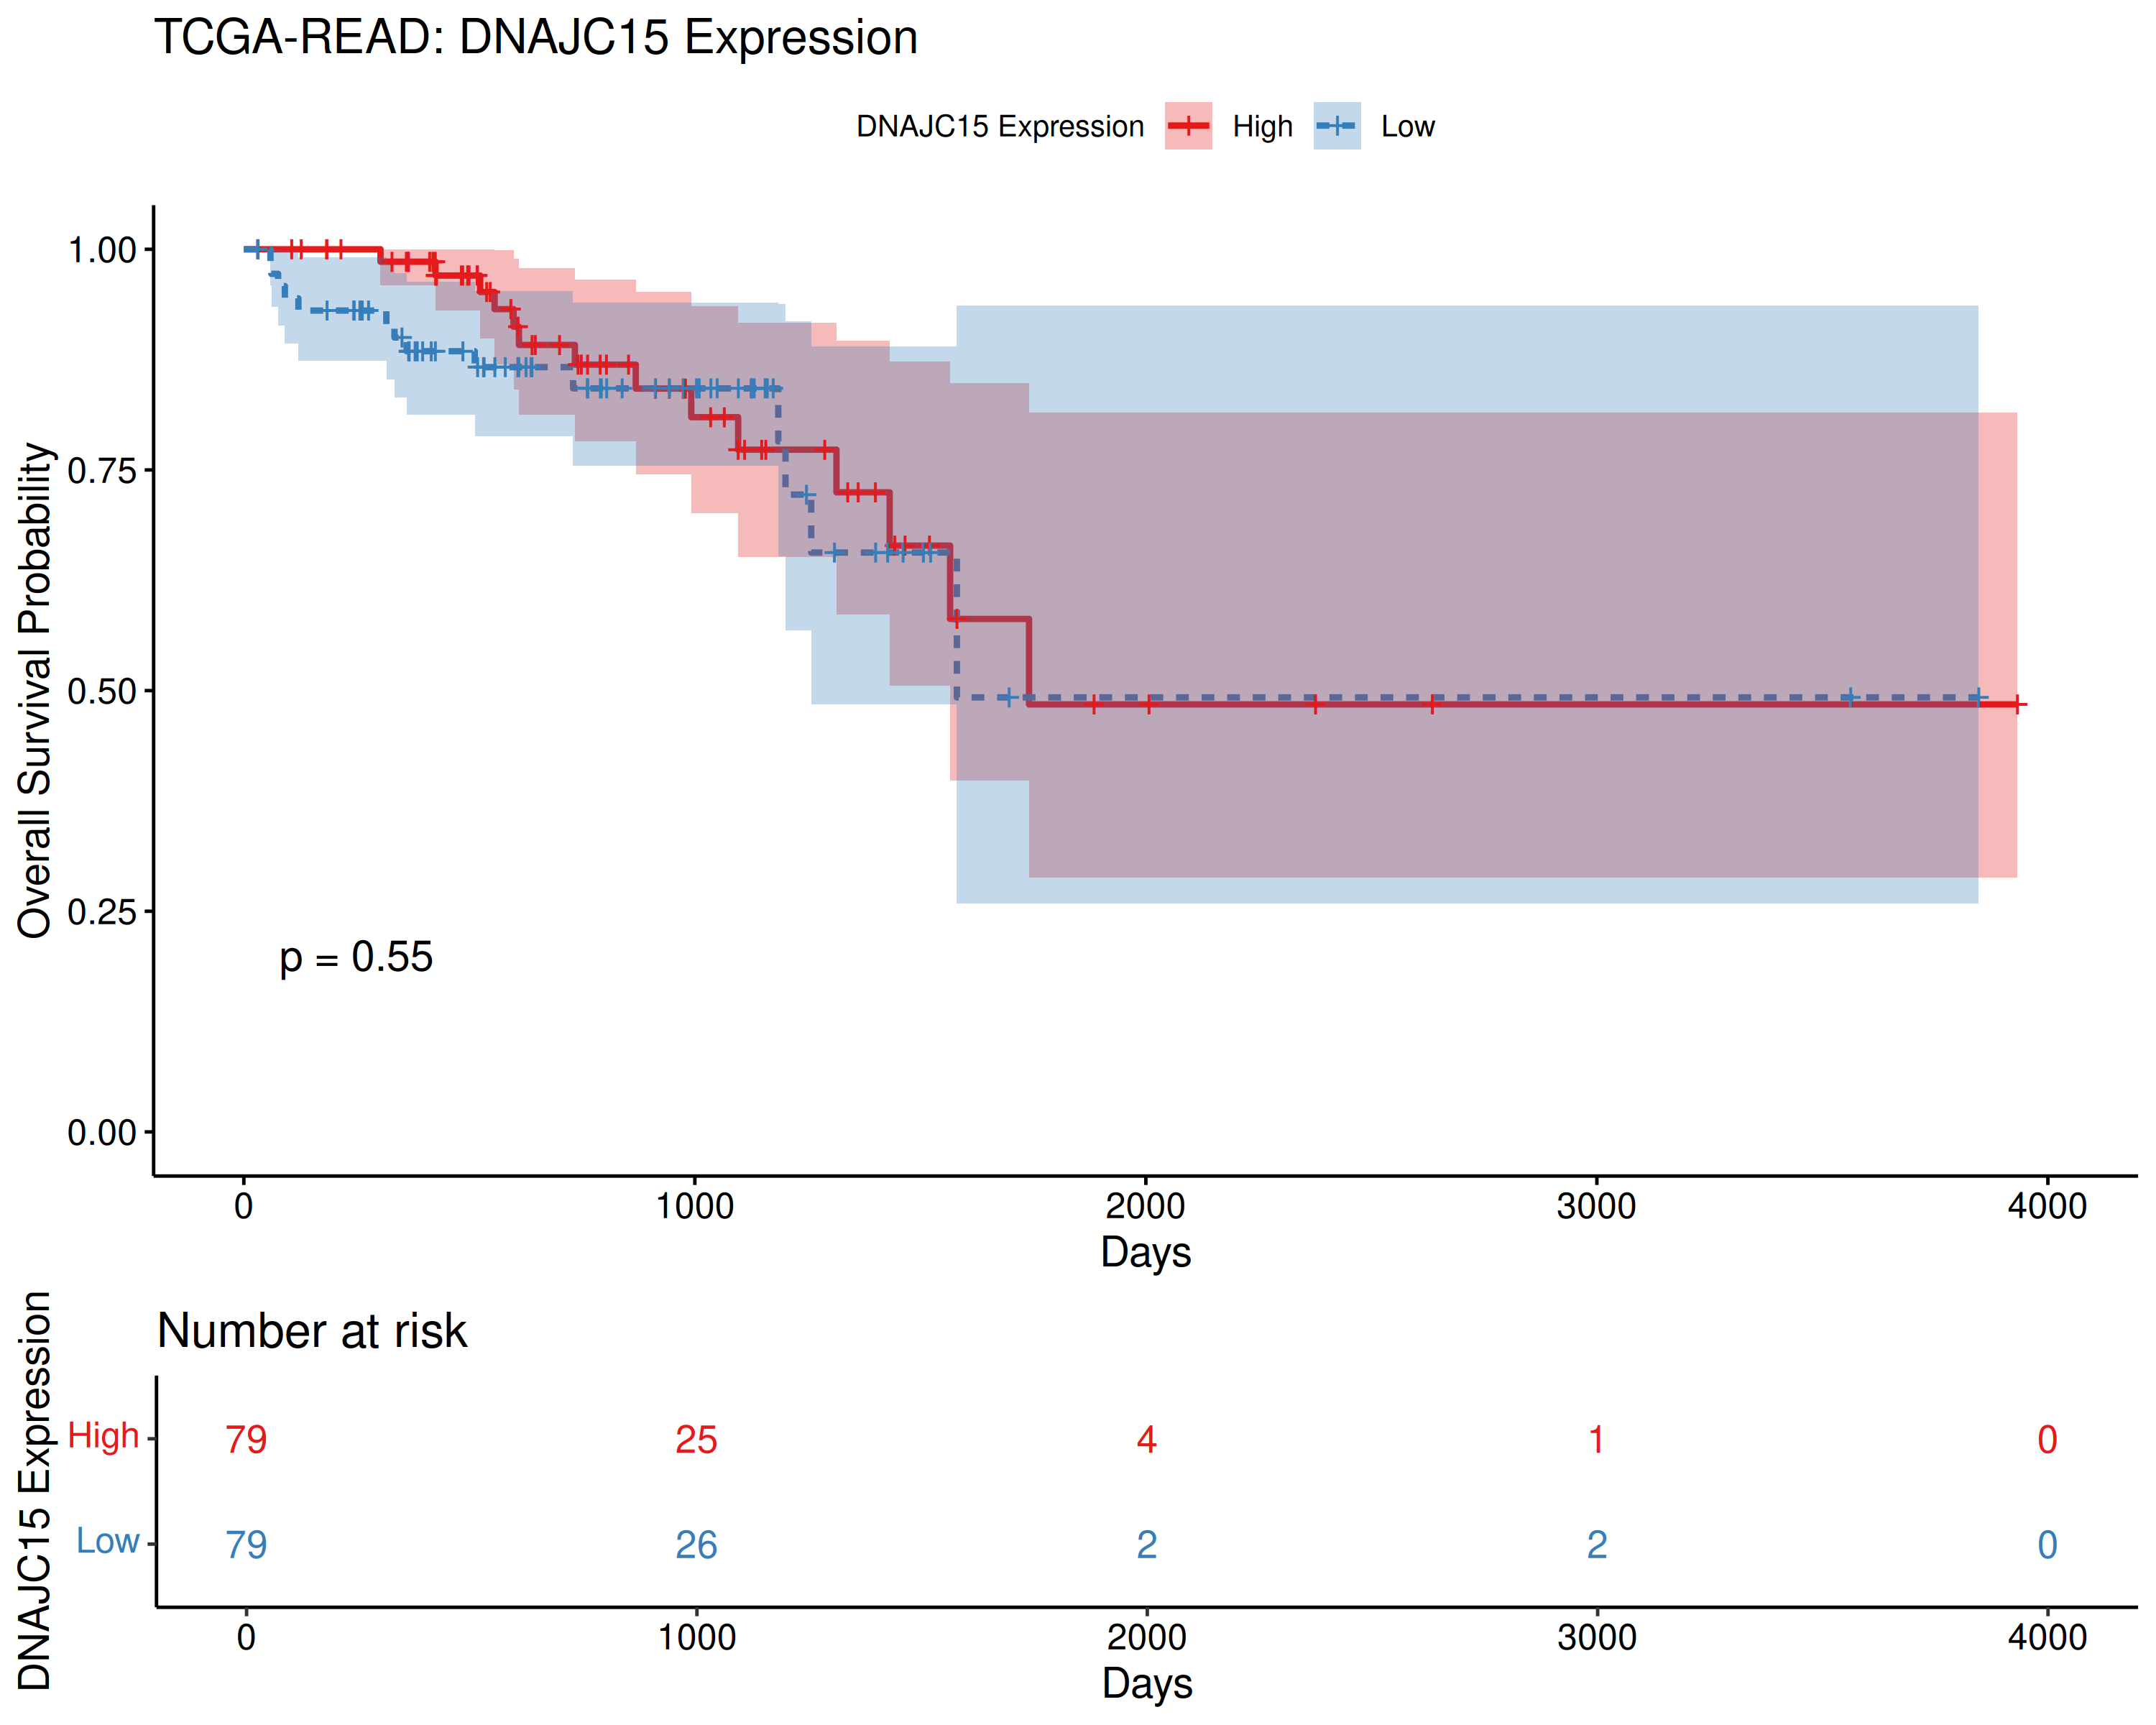 TCGA-READ: DNAJC15 Expression
DNAJC15 Expression High Low
Overall Survival Probability
1.00
0.75
0.50
0.25
0.00
p = 0.55
0 1000 2000 3000 4000
Days
Number at risk
DNAJC15 Expression
High 79 25 4 1 0
Low 79 26 2 2 0
0 1000 2000 3000 4000
Days